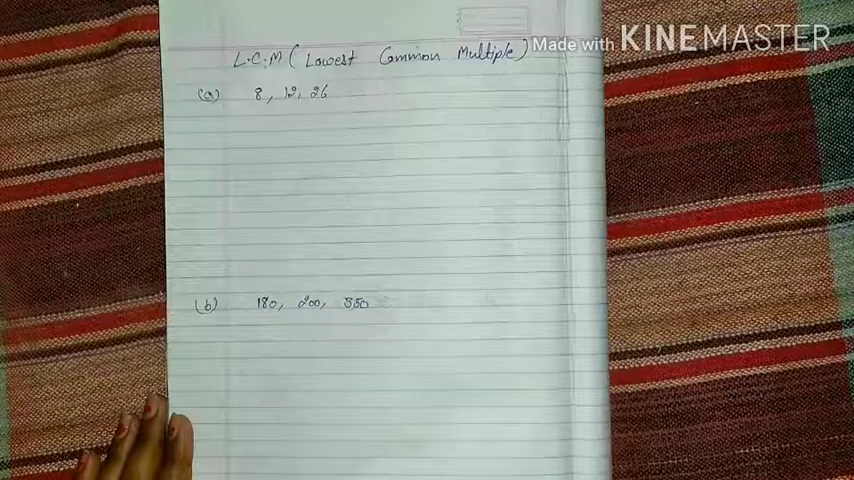 Made with KINEMASTER
L.C.M ( Lowest Common Multiple )
(a) 8, 12, 26
(b) 180, 200, 350